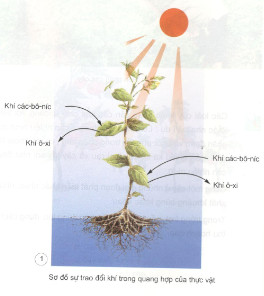 Khí các-bô-níc
Khí ô-xi
Khí các-bô-níc
Khí ô-xi
1
Sơ đồ sự trao đổi khí trong quang hợp của thực vật